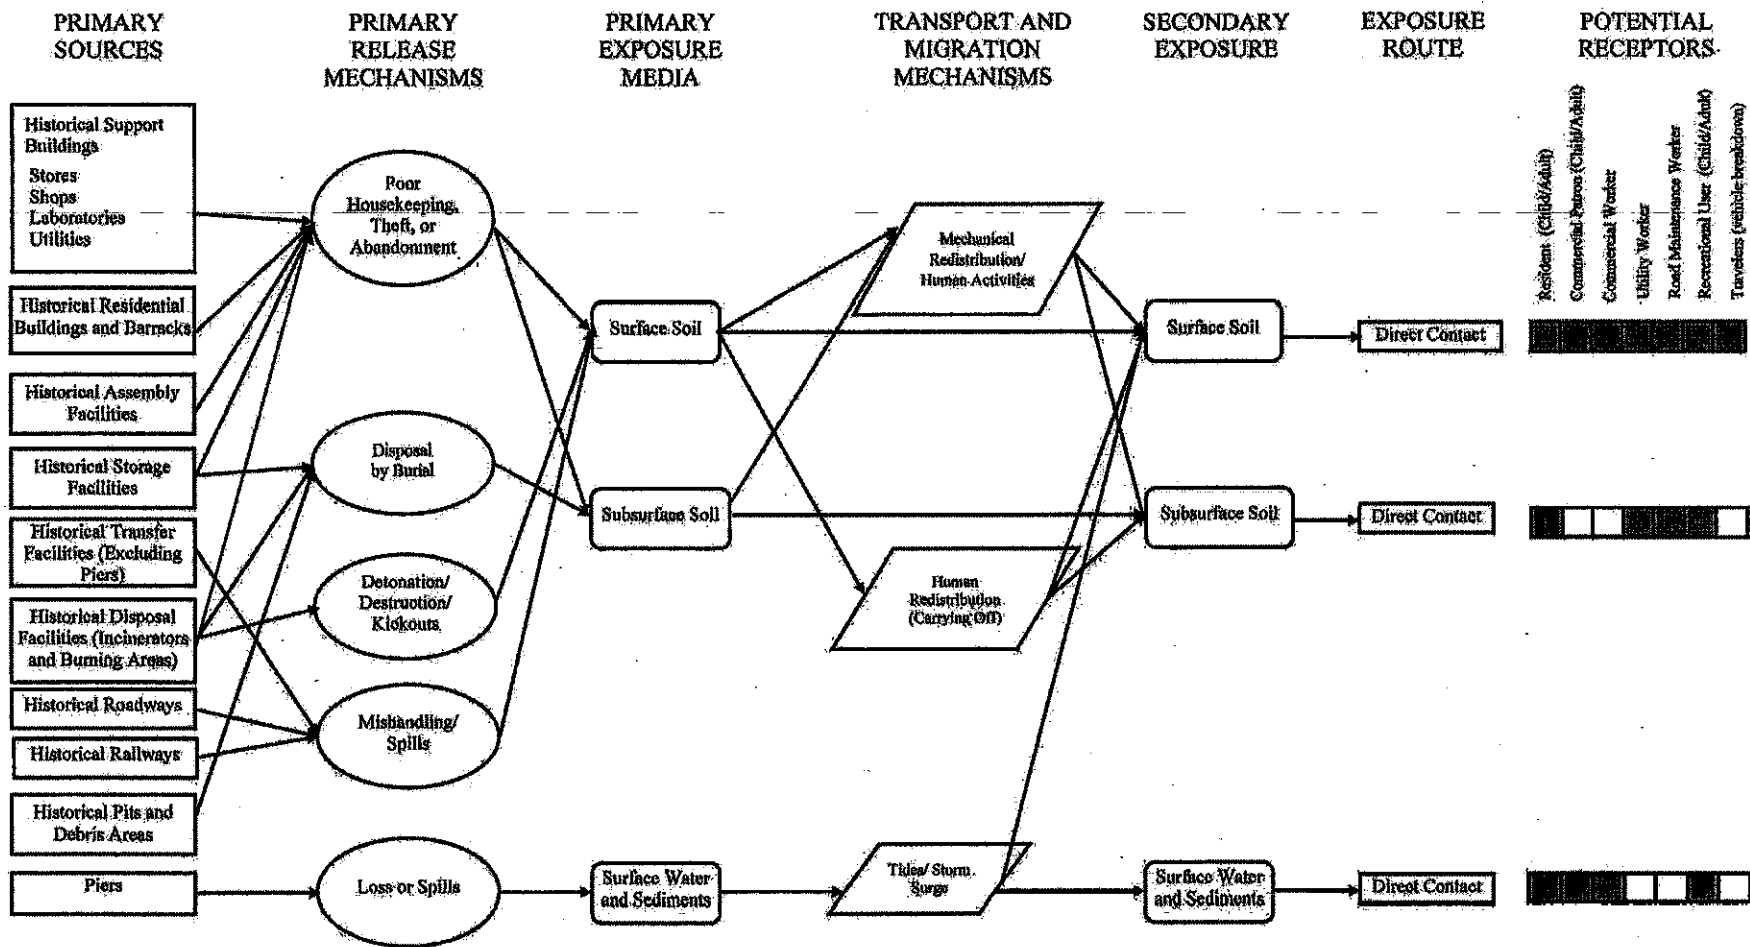 PRIMARY
SOURCES
PRIMARY
RELEASE
MECHANISMS
PRIMARY
EXPOSURE
MEDIA
TRANSPORT AND
MIGRATION
MECHANISMS
SECONDARY
EXPOSURE
EXPOSURE
ROUTE
POTENTIAL
RECEPTORS
Historical Support
Buildings
Stores
Shops
Laboratories
Utilities
Historical Residential
Buildings and Barracks
Historical Assembly
Facilities
Historical Storage
Facilities
Historical Transfer
Facilities (Excluding
Piers)
Historical Disposal
Facilities (Incinerators
and Burning Areas)
Historical Roadways
Historical Railways
Historical Pits and
Debris Areas
Piers
Poor
Housekeeping,
Theft, or
Abandonment
Disposal
by Burial
Detonation/
Destruction/
Kickouts
Mishandling/
Spills
Loss or Spills
Surface Soil
Subsurface Soil
Surface Water
and Sediments
Mechanical
Redistribution/
Human Activities
Human
Redistribution
(Carrying Off)
Tides/ Storm
Surge
Surface Soil
Subsurface Soil
Surface Water
and Sediments
Direct Contact
Direct Contact
Direct Contact
Resident (Child/Adult)
Commercial Patron (Child/Adult)
Commercial Worker
Utility Worker
Road Maintenance Worker
Recreational User (Child/Adult)
Travelers (vehicle breakdown)